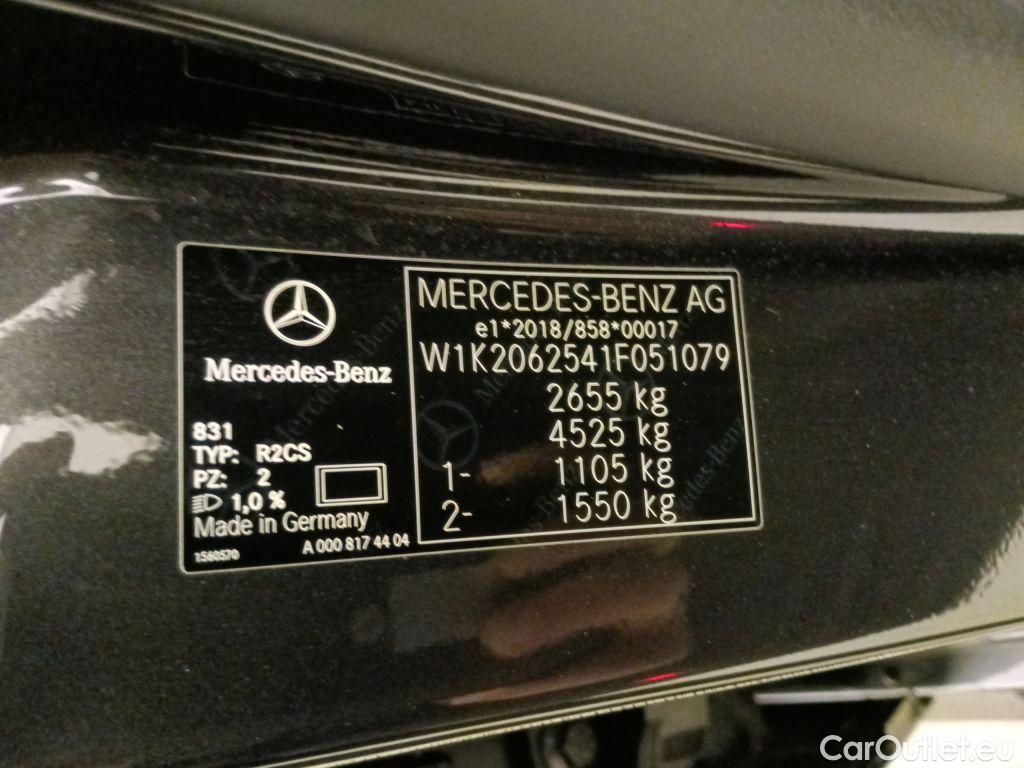 Mercedes-Benz
831
TYP: R2CS
PZ: 2
1,0 %
Made in Germany
1560570
A 000 817 44 04
MERCEDES-BENZ AG
e1*2018/858*00017
W1K2062541F051079
2655 kg
4525 kg
1- 1105 kg
2- 1550 kg
CarOutlet.eu